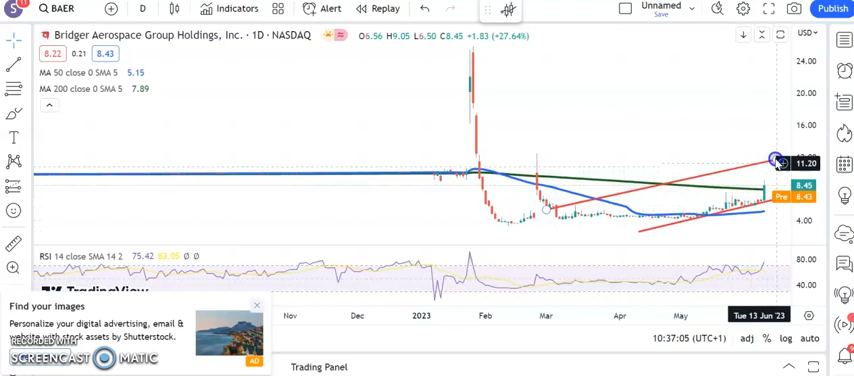 S 11 BAER D Indicators Alert Replay Unnamed Save Publish
Bridger Aerospace Group Holdings, Inc. · 1D · NASDAQ O6.56 H9.05 L6.50 C8.45 +1.83 (+27.64%) USD
8.22 0.21 8.43
MA 50 close 0 SMA 5 5.15
MA 200 close 0 SMA 5 7.89
24.00
20.00
16.00
11.20
8.45
Pre 8.43
4.00
RSI 14 close SMA 14 2 75.42 63.05 Ø Ø
80.00
40.00
TradingView
Nov Dec 2023 Feb Mar Apr May Tue 13 Jun '23
Find your images
Personalize your digital advertising, email &
website with stock assets by Shutterstock.
AD
RECORDED WITH
SCREENCAST MATIC
10:37:05 (UTC+1) adj % log auto
Trading Panel